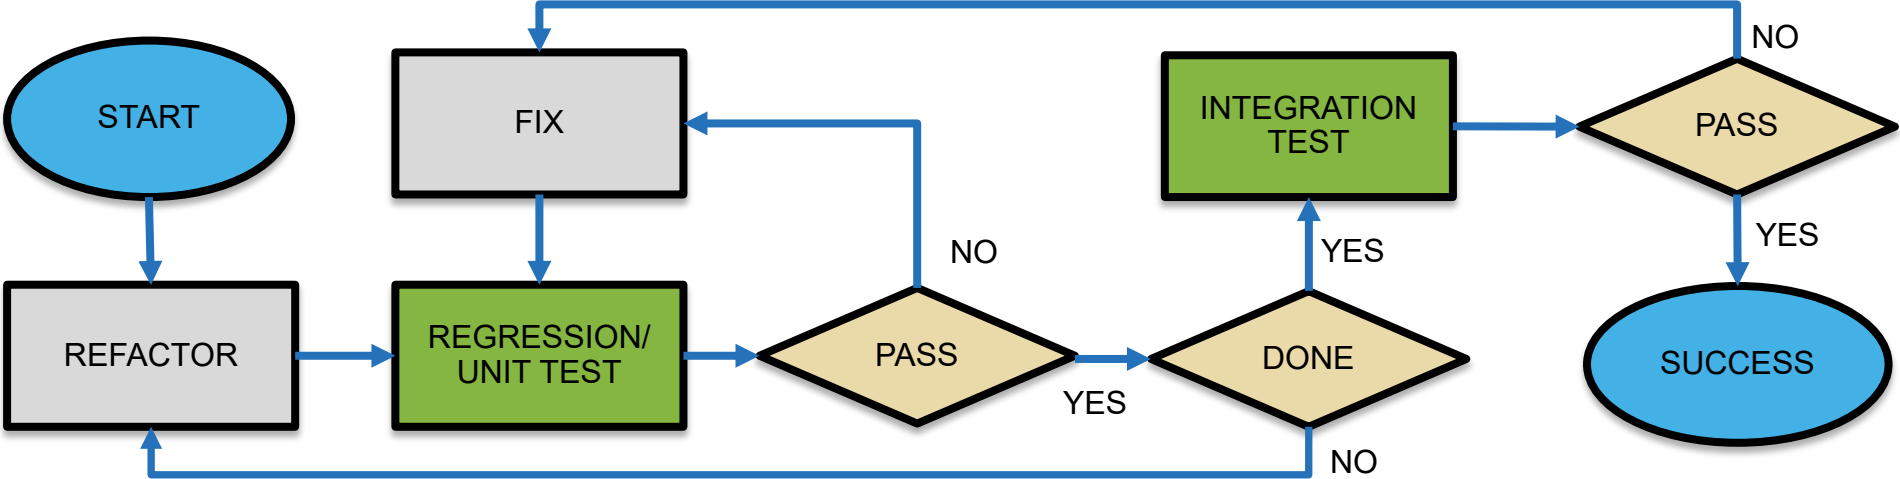 START
FIX
INTEGRATION
TEST
NO
PASS
NO
YES
YES
REFACTOR
REGRESSION/
UNIT TEST
PASS
YES
DONE
NO
SUCCESS